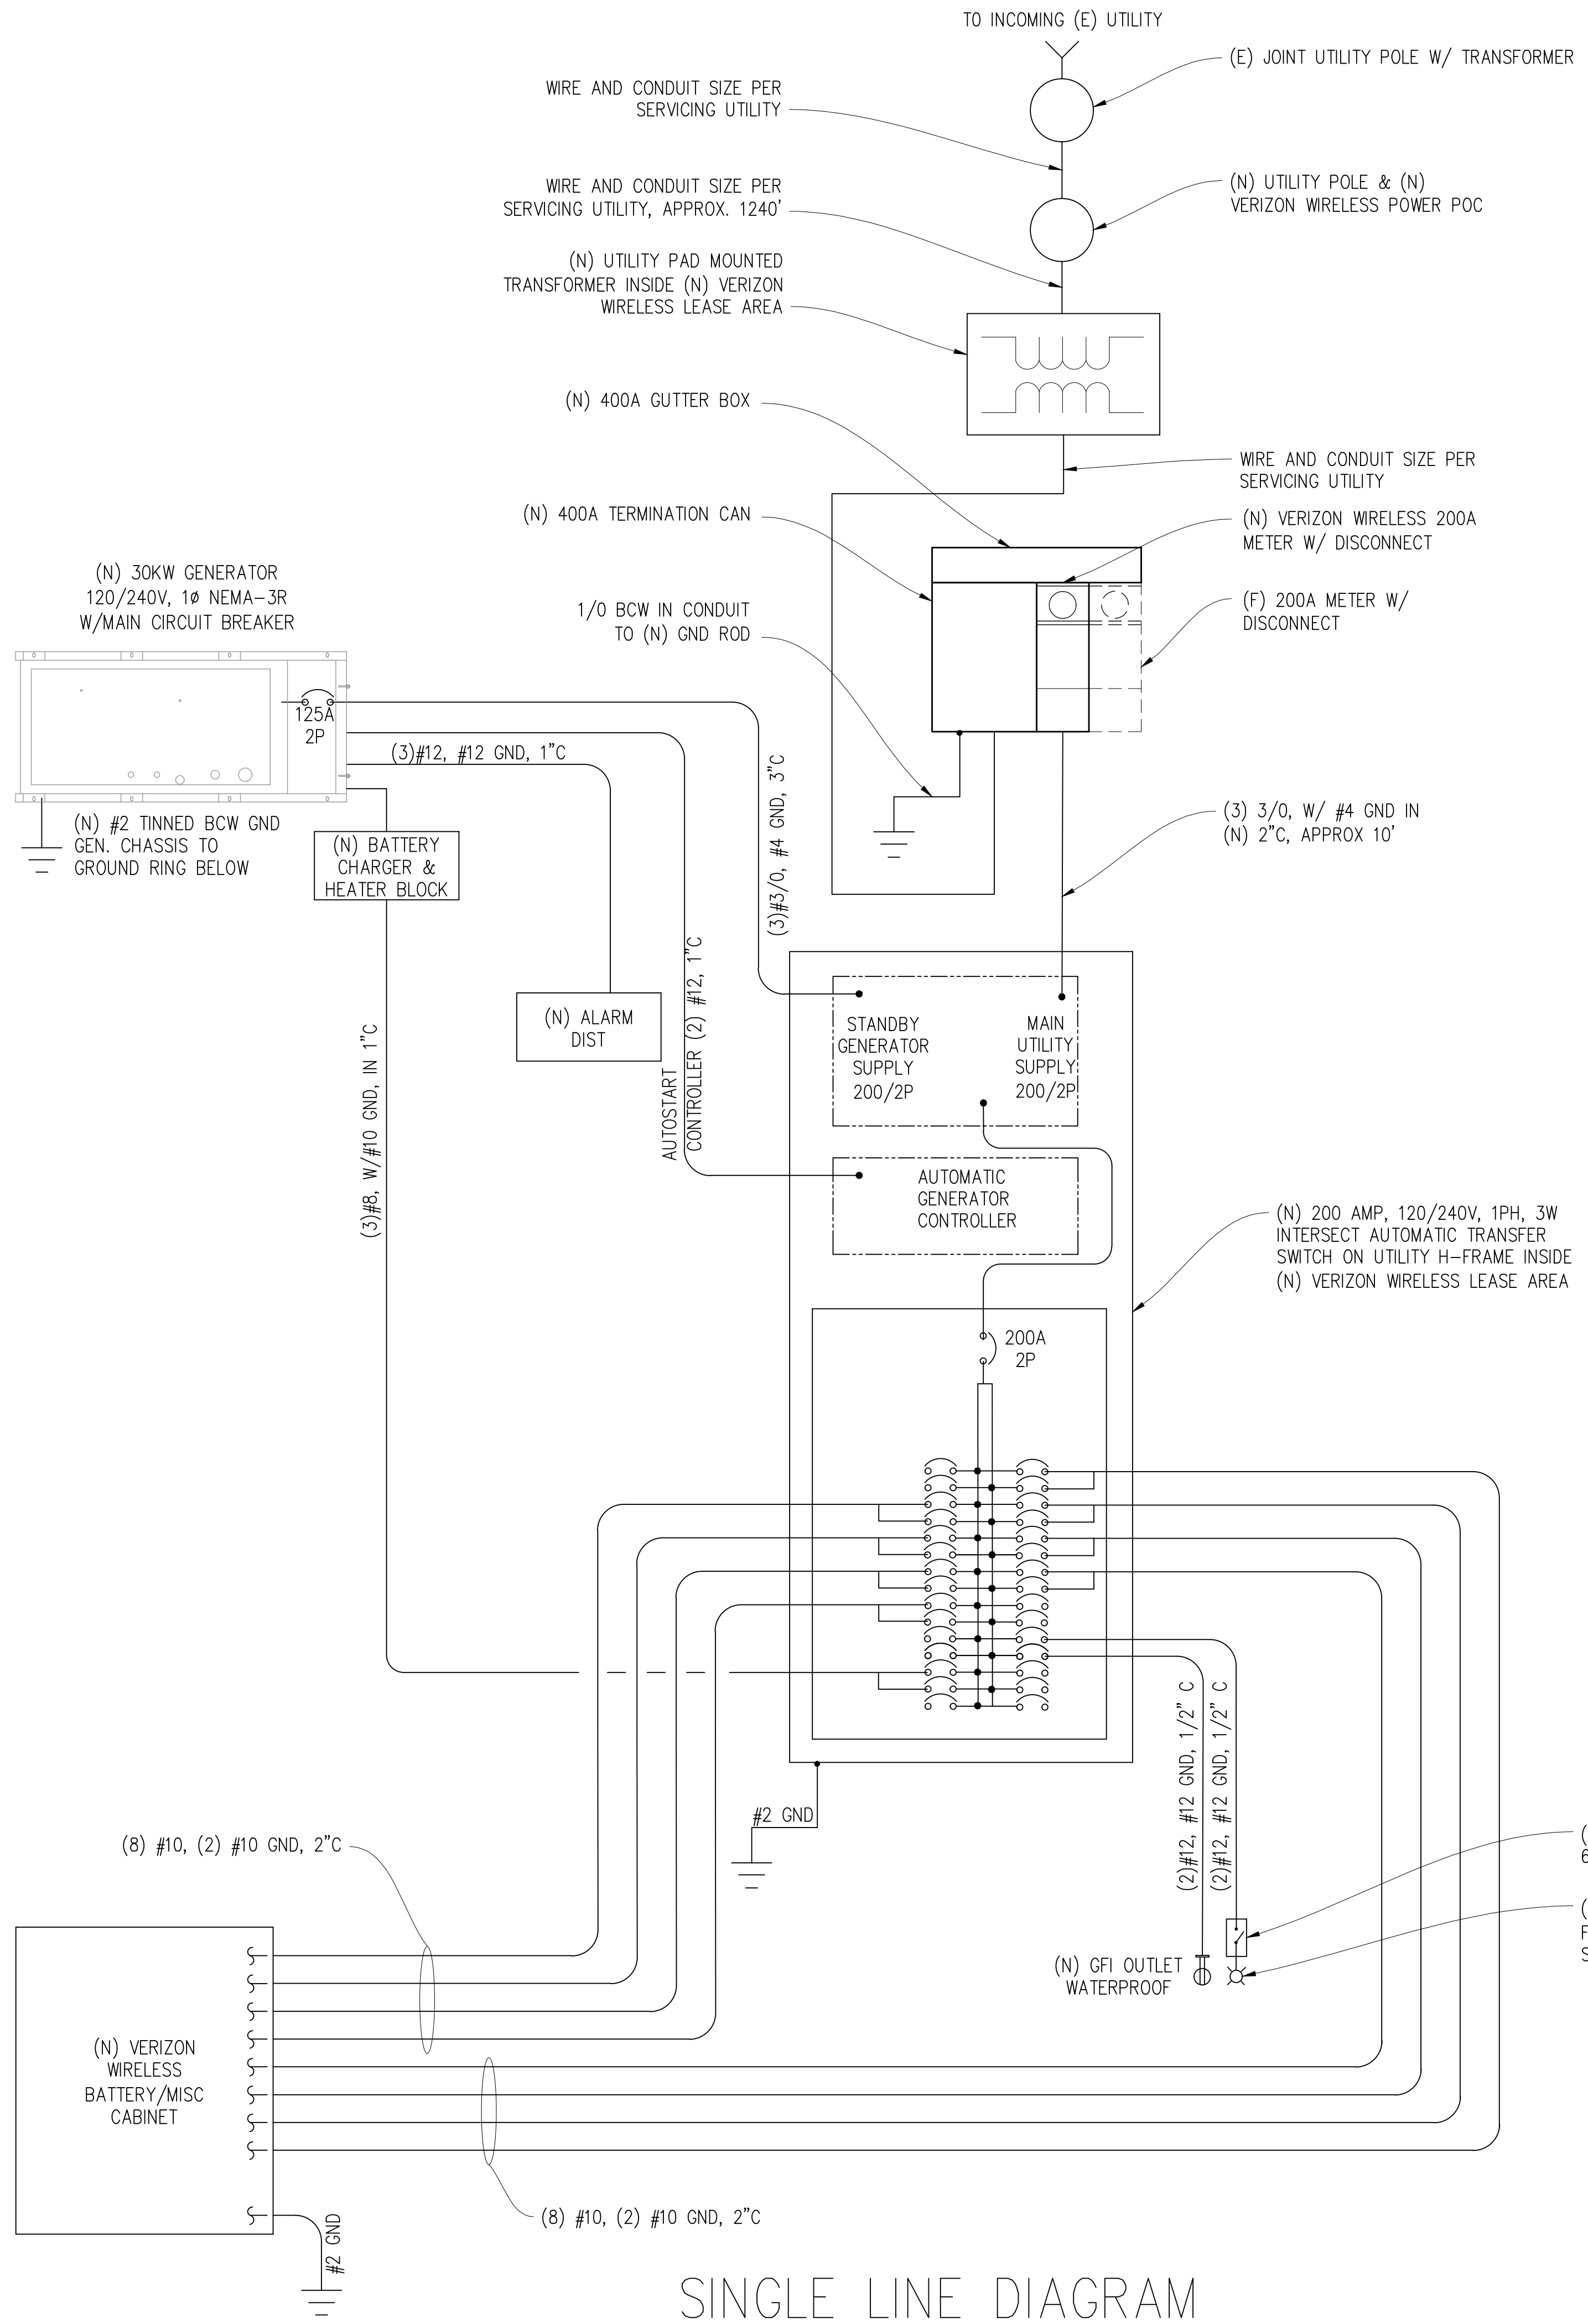 TO INCOMING (E) UTILITY
(E) JOINT UTILITY POLE W/ TRANSFORMER
WIRE AND CONDUIT SIZE PER
SERVICING UTILITY
(N) UTILITY POLE & (N)
VERIZON WIRELESS POWER POC
WIRE AND CONDUIT SIZE PER
SERVICING UTILITY, APPROX. 1240'
(N) UTILITY PAD MOUNTED
TRANSFORMER INSIDE (N) VERIZON
WIRELESS LEASE AREA
(N) 400A GUTTER BOX
WIRE AND CONDUIT SIZE PER
SERVICING UTILITY
(N) 400A TERMINATION CAN
(N) VERIZON WIRELESS 200A
METER W/ DISCONNECT
(N) 30KW GENERATOR
120/240V, 1ø NEMA-3R
W/MAIN CIRCUIT BREAKER
1/0 BCW IN CONDUIT
TO (N) GND ROD
(F) 200A METER W/
DISCONNECT
125A
2P
(3)#12, #12 GND, 1"C
(3)#3/0, #4 GND, 3"C
(N) #2 TINNED BCW GND
GEN. CHASSIS TO
GROUND RING BELOW
(N) BATTERY
CHARGER &
HEATER BLOCK
(3) 3/0, W/ #4 GND IN
(N) 2"C, APPROX 10'
(3)#8, W/#10 GND, IN 1"C
(N) ALARM
DIST
AUTOSTART
CONTROLLER (2) #12, 1"C
STANDBY
GENERATOR
SUPPLY
200/2P
MAIN
UTILITY
SUPPLY
200/2P
AUTOMATIC
GENERATOR
CONTROLLER
(N) 200 AMP, 120/240V, 1PH, 3W
INTERSECT AUTOMATIC TRANSFER
SWITCH ON UTILITY H-FRAME INSIDE
(N) VERIZON WIRELESS LEASE AREA
200A
2P
(2)#12, #12 GND, 1/2" C
(2)#12, #12 GND, 1/2" C
#2 GND
(8) #10, (2) #10 GND, 2"C
(
6
(
F
S
(N) GFI OUTLET
WATERPROOF
(N) VERIZON
WIRELESS
BATTERY/MISC
CABINET
(8) #10, (2) #10 GND, 2"C
#2 GND
SINGLE LINE DIAGRAM